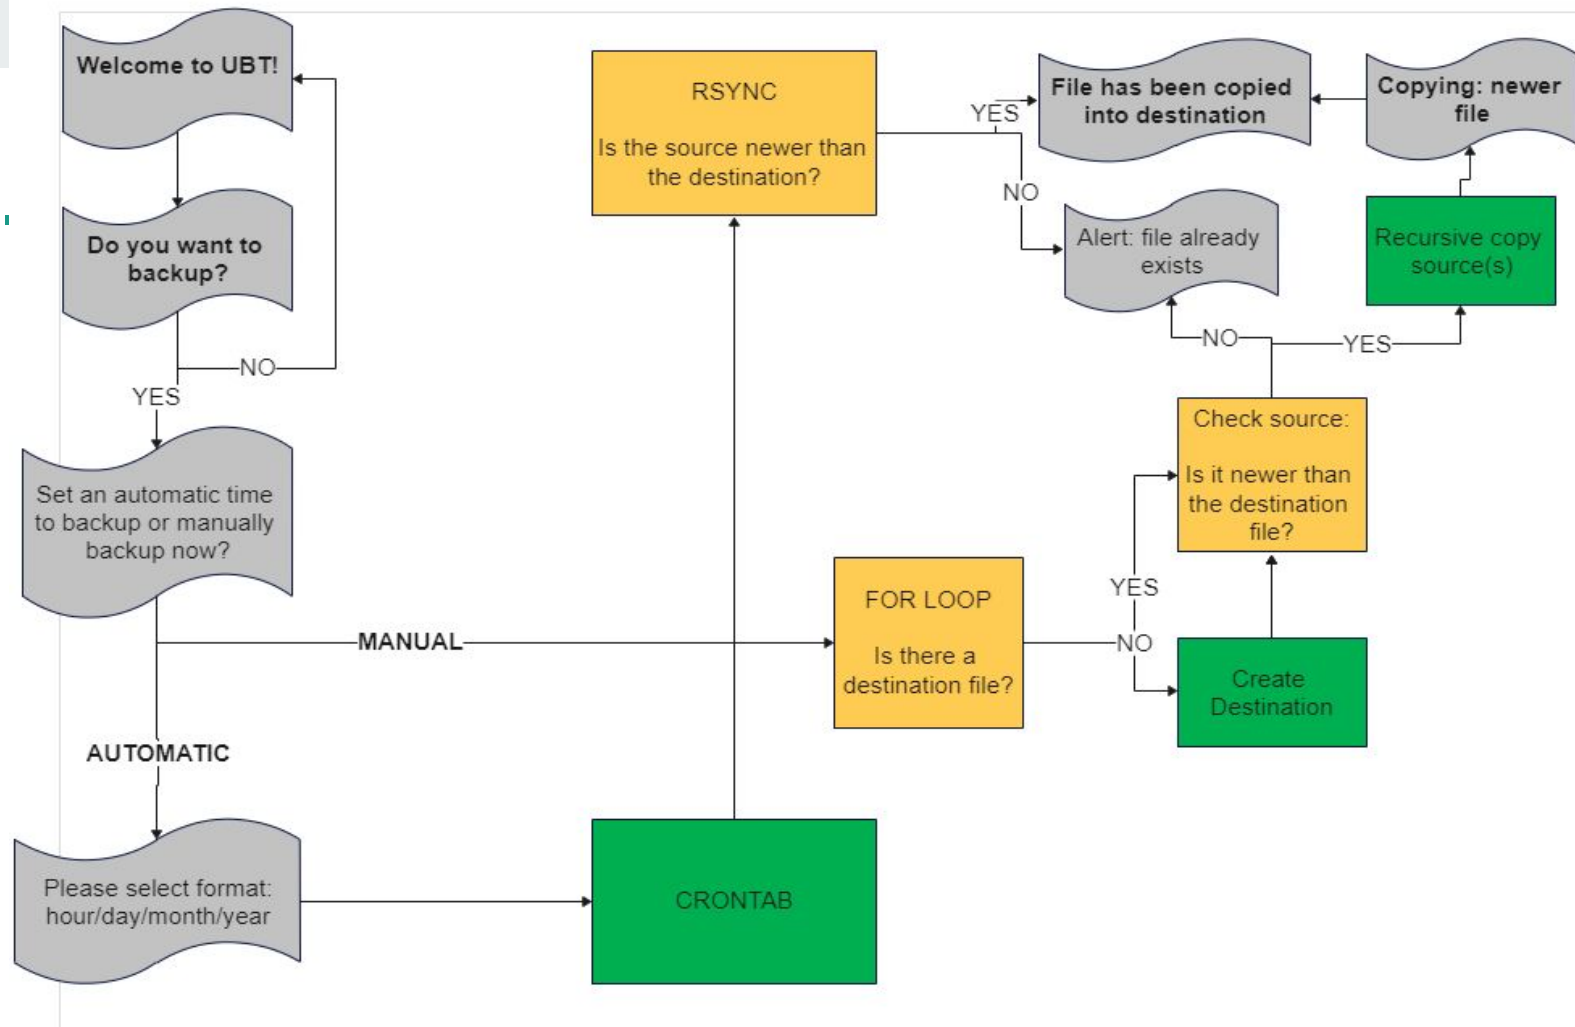 Welcome to UBT!
Do you want to
backup?
NO
YES
Set an automatic time
to backup or manually
backup now?
MANUAL
AUTOMATIC
Please select format:
hour/day/month/year
CRONTAB
RSYNC
Is the source newer than
the destination?
YES
NO
File has been copied
into destination
Copying: newer
file
Alert: file already
exists
Recursive copy
source(s)
NO
YES
Check source:
Is it newer than
the destination
file?
FOR LOOP
Is there a
destination file?
YES
NO
Create
Destination